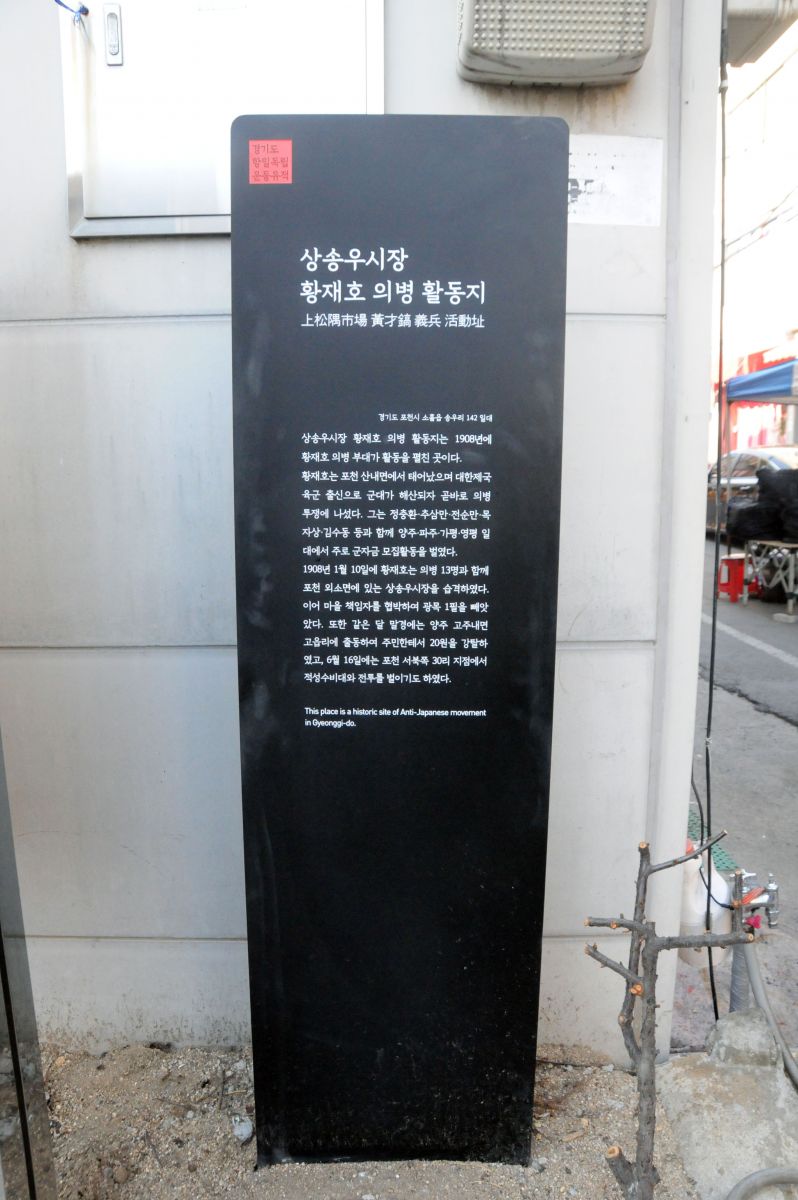 경기도
항일독립
운동유적
상송우시장
황재호 의병 활동지
上松隅市場 黃才鎬 義兵 活動址
경기도 포천시 소흘읍 송우리 142 일대
상송우시장 황재호 의병 활동지는 1908년에
황재호 의병 부대가 활동을 펼친 곳이다.
황재호는 포천 산내면에서 태어났으며 대한제국
육군 출신으로 군대가 해산되자 곧바로 의병
투쟁에 나섰다. 그는 정충환·추삼만·전순만·목
자상·김수동 등과 함께 양주·파주·가평·영평 일
대에서 주로 군자금 모집활동을 벌였다.
1908년 1월 10일에 황재호는 의병 13명과 함께
포천 외소면에 있는 상송우시장을 습격하였다.
이어 마을 책임자를 협박하여 광목 1필을 빼앗
았다. 또한 같은 달 말경에는 양주 고주내면
고읍리에 출동하여 주민한테서 20원을 강탈하
였고, 6월 16일에는 포천 서북쪽 30리 지점에서
적성수비대와 전투를 벌이기도 하였다.
This place is a historic site of Anti-Japanese movement
in Gyeonggi-do.